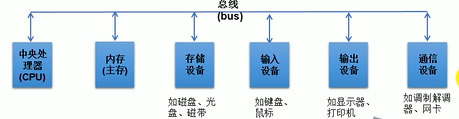 总线
(bus)
中央处
理器
(CPU)
内存
(主存)
存储
设备
输入
设备
输出
设备
通信
设备
如磁盘、光
盘、磁带
如键盘、
鼠标
如显示器、
打印机
如调制解调
器、网卡